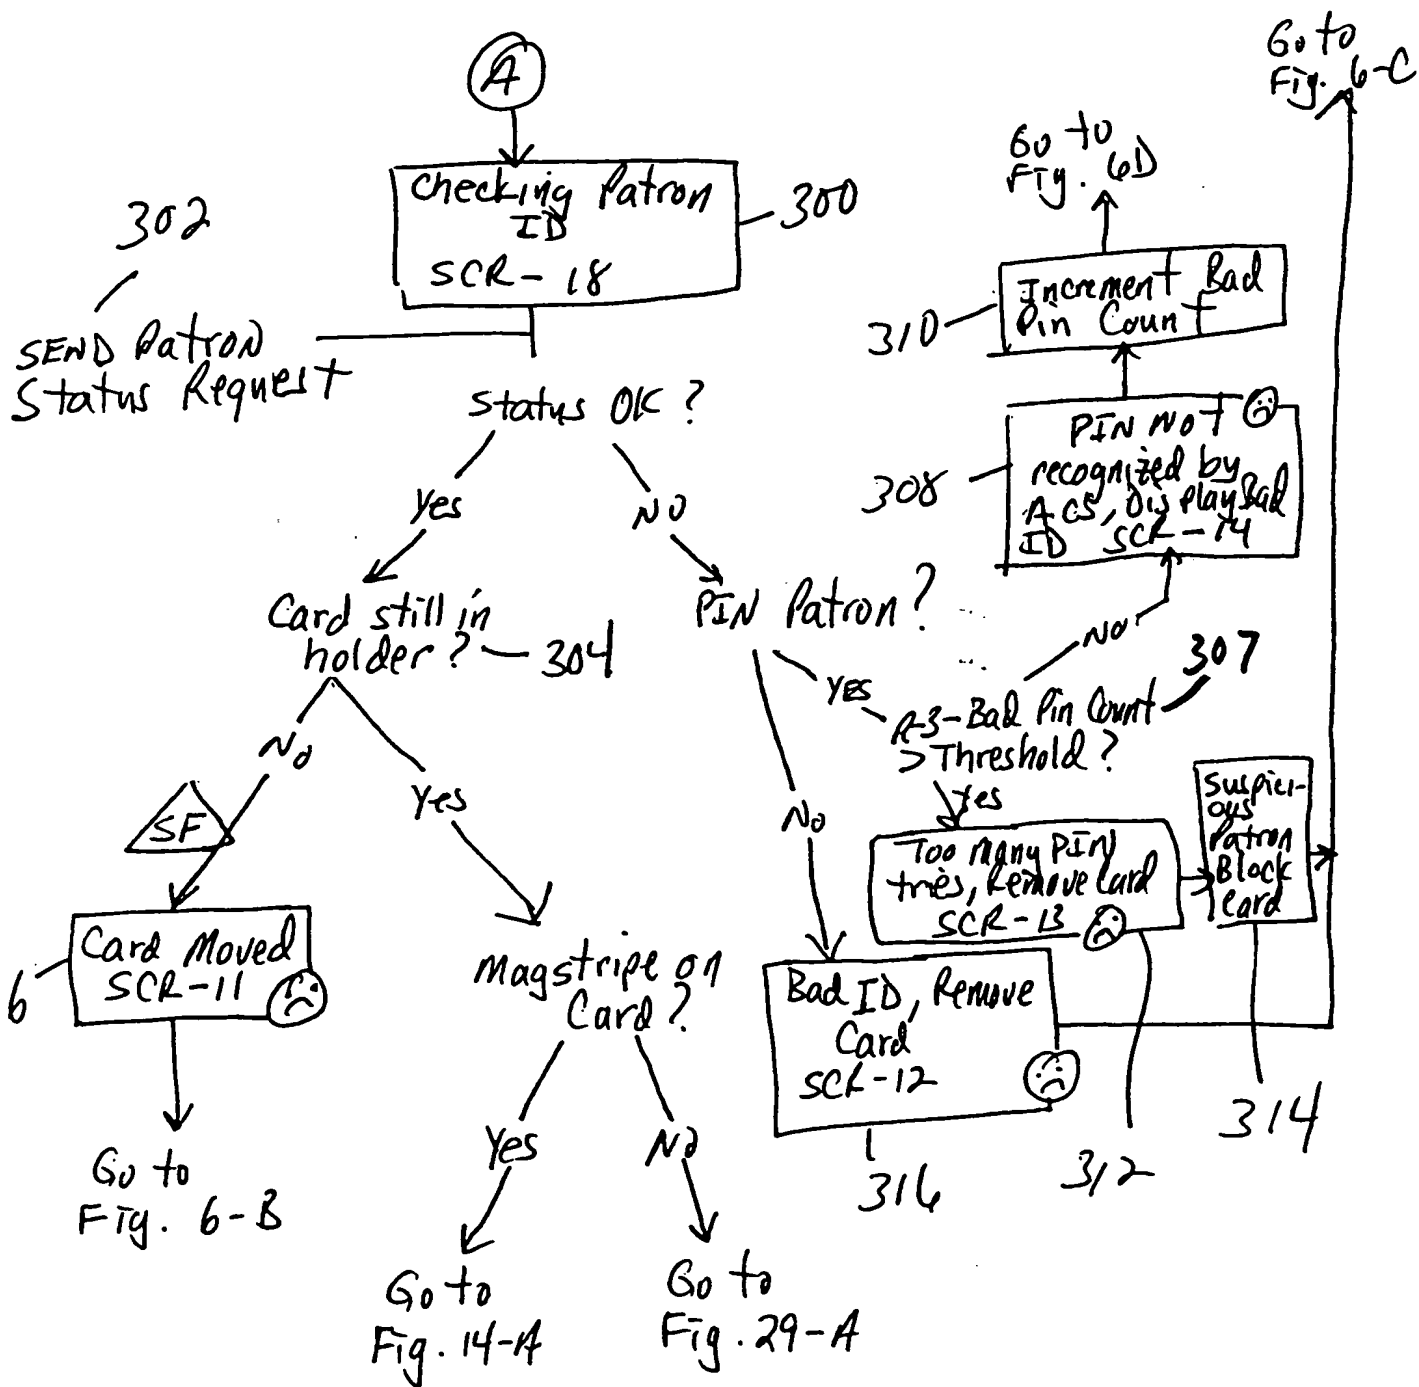 A
Go to
Fig. 6-C
Checking Patron
ID
SCR-18
300
302
SEND Patron
Status Request
Go to
Fig. 6D
Increment Bad
Pin Count
310
Status OK?
Yes
NO
PIN NOT
recognized by
ACS, Display Bad
ID SCR-14
308
Card still in
holder? 304
PIN Patron?
No
307
Yes
R-3-Bad Pin Count
> Threshold?
No
SF
Yes
No
Yes
Too many PIN
tries, Remove Card
SCR-13
Suspici-
ous
Patron
Block
Card
Card Moved
SCR-11
6
Magstripe on
Card?
Bad ID, Remove
Card
SCR-12
Yes
No
316
312
314
Go to
Fig. 6-B
Go to
Fig. 14-A
Go to
Fig. 29-A